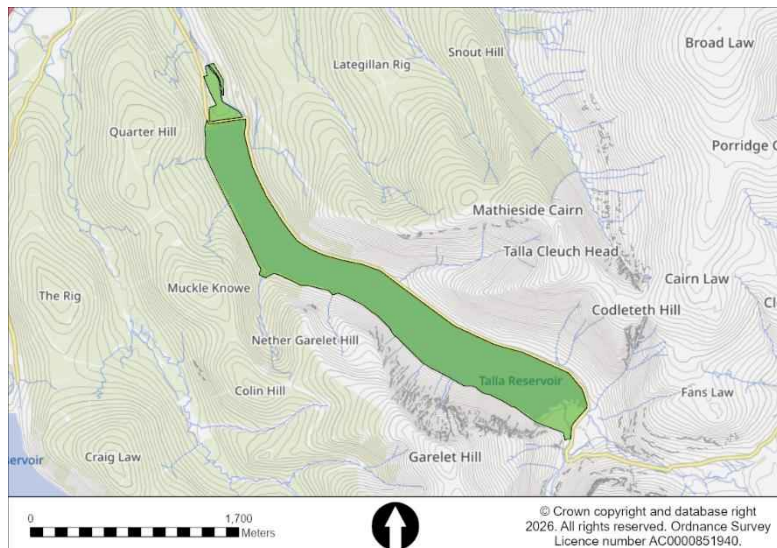 Broad Law
Snout Hill
Lategillan Rig
Quarter Hill
Porridge C
Mathieside Cairn
Talla Cleuch Head
Cairn Law
Muckle Knowe
The Rig
Codleteth Hill
Cl
Nether Garelet Hill
Talla Reservoir
Colin Hill
Fans Law
Craig Law
Garelet Hill
servoir
0
1,700
Meters
© Crown copyright and database right
2026. All rights reserved. Ordnance Survey
Licence number AC0000851940.